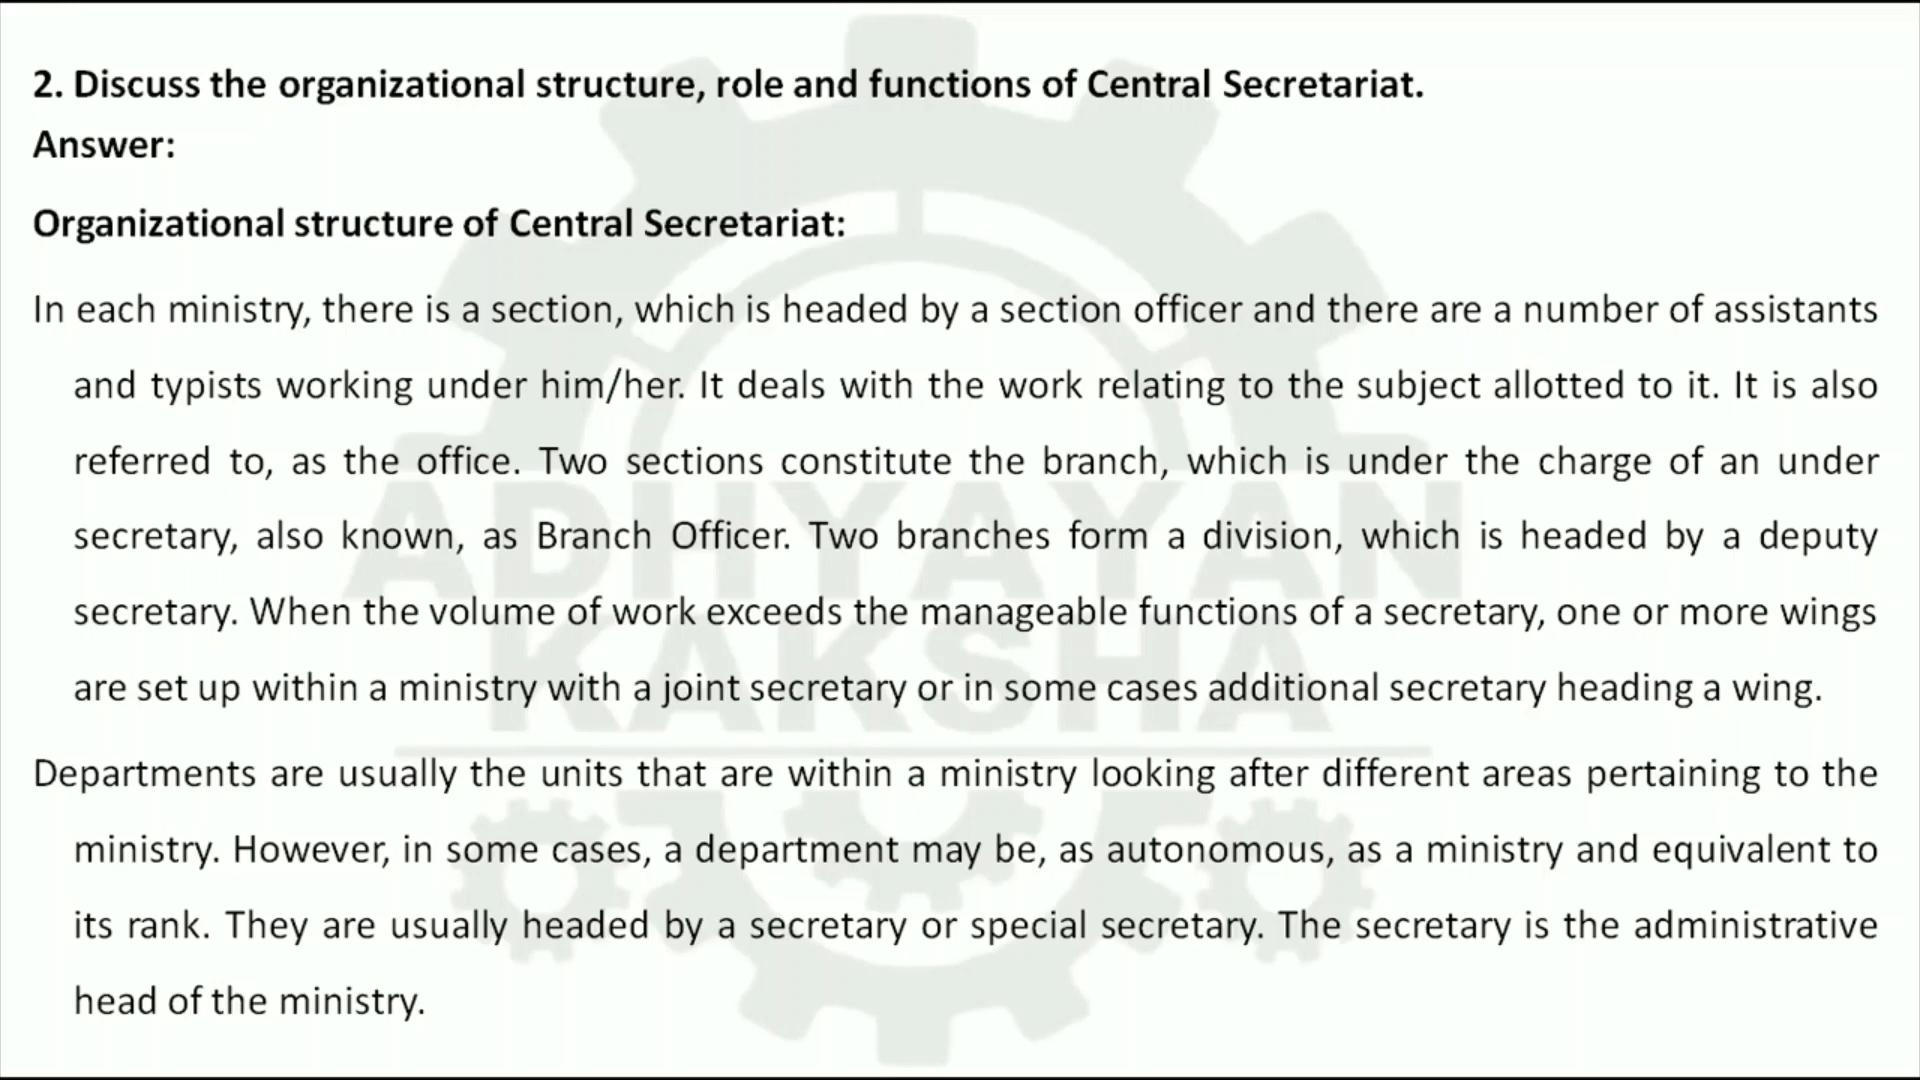 2. Discuss the organizational structure, role and functions of Central Secretariat.
Answer:
Organizational structure of Central Secretariat:
In each ministry, there is a section, which is headed by a section officer and there are a number of assistants
and typists working under him/her. It deals with the work relating to the subject allotted to it. It is also
referred to, as the office. Two sections constitute the branch, which is under the charge of an under
secretary, also known, as Branch Officer. Two branches form a division, which is headed by a deputy
secretary. When the volume of work exceeds the manageable functions of a secretary, one or more wings
are set up within a ministry with a joint secretary or in some cases additional secretary heading a wing.
Departments are usually the units that are within a ministry looking after different areas pertaining to the
ministry. However, in some cases, a department may be, as autonomous, as a ministry and equivalent to
its rank. They are usually headed by a secretary or special secretary. The secretary is the administrative
head of the ministry.
ADHYAYAN
KAKSHA